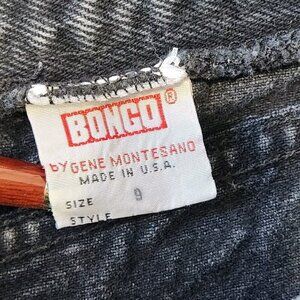 BONGO®
by GENE MONTESANO
MADE IN U.S.A.
SIZE 9
STYLE